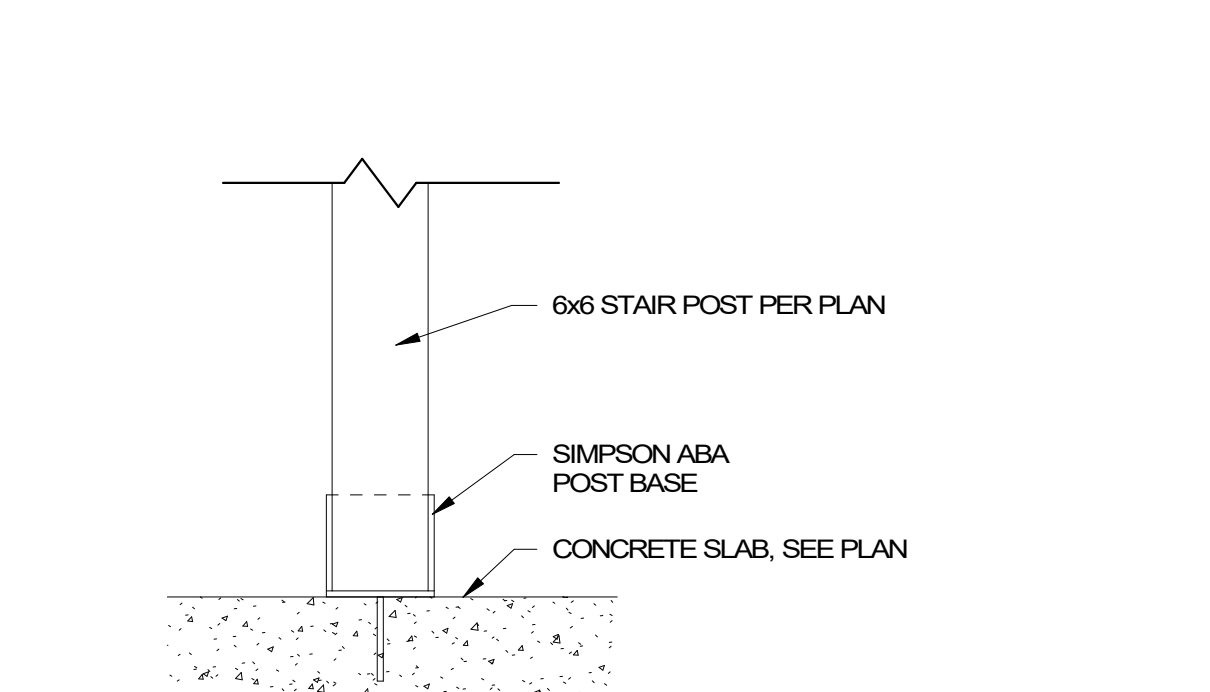 6x6 STAIR POST PER PLAN
SIMPSON ABA
POST BASE
CONCRETE SLAB, SEE PLAN